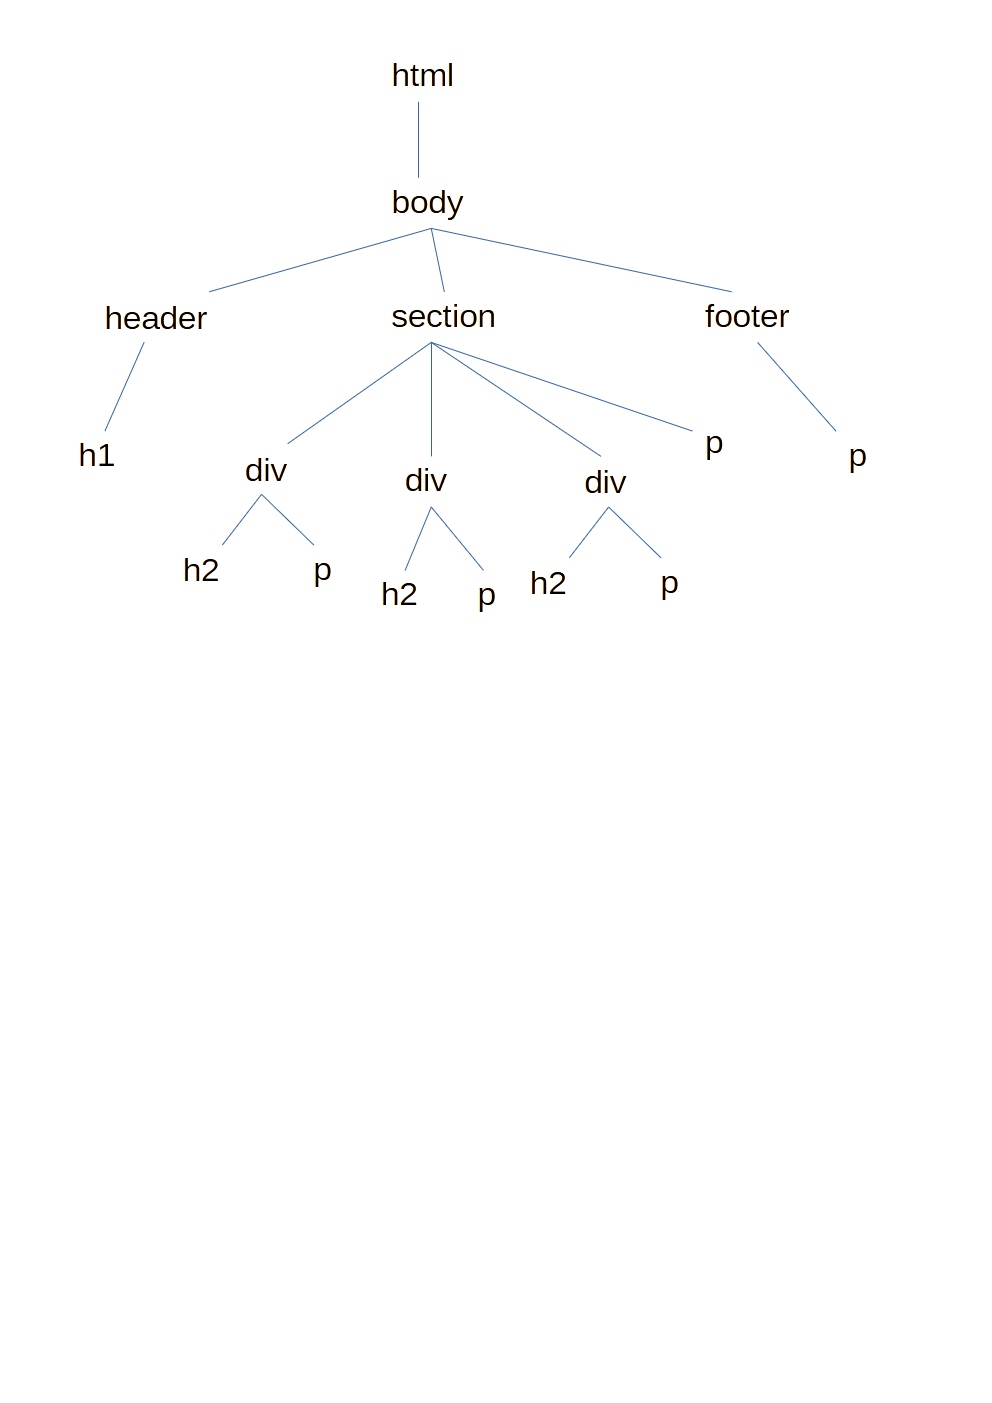 html
body
header section footer
h1 div div div p p
h2 p h2 p h2 p